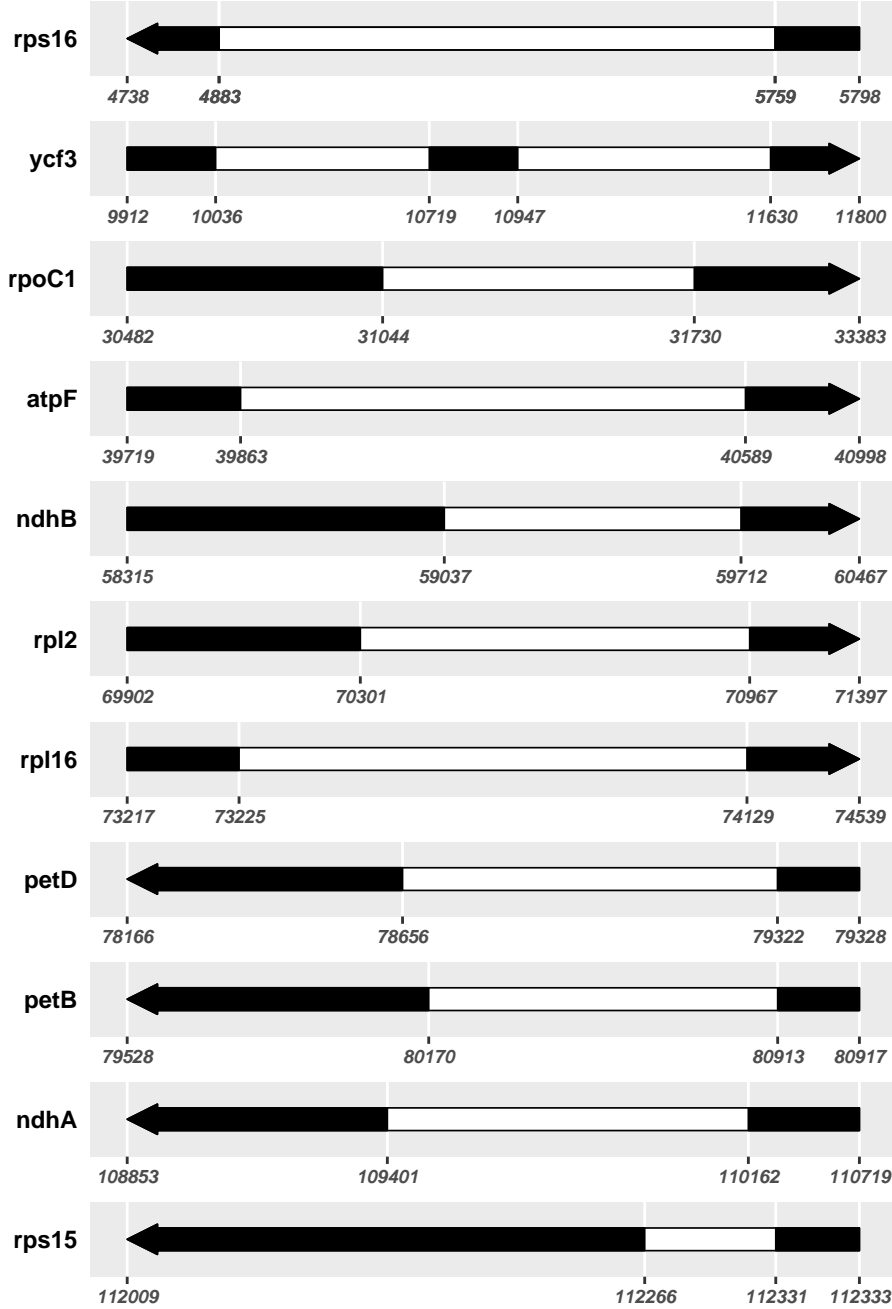 rps16
4738 4883 5759 5798
ycf3
9912 10036 10719 10947 11630 11800
rpoC1
30482 31044 31730 33383
atpF
39719 39863 40589 40998
ndhB
58315 59037 59712 60467
rpl2
69902 70301 70967 71397
rpl16
73217 73225 74129 74539
petD
78166 78656 79322 79328
petB
79528 80170 80913 80917
ndhA
108853 109401 110162 110719
rps15
112009 112266 112331 112333